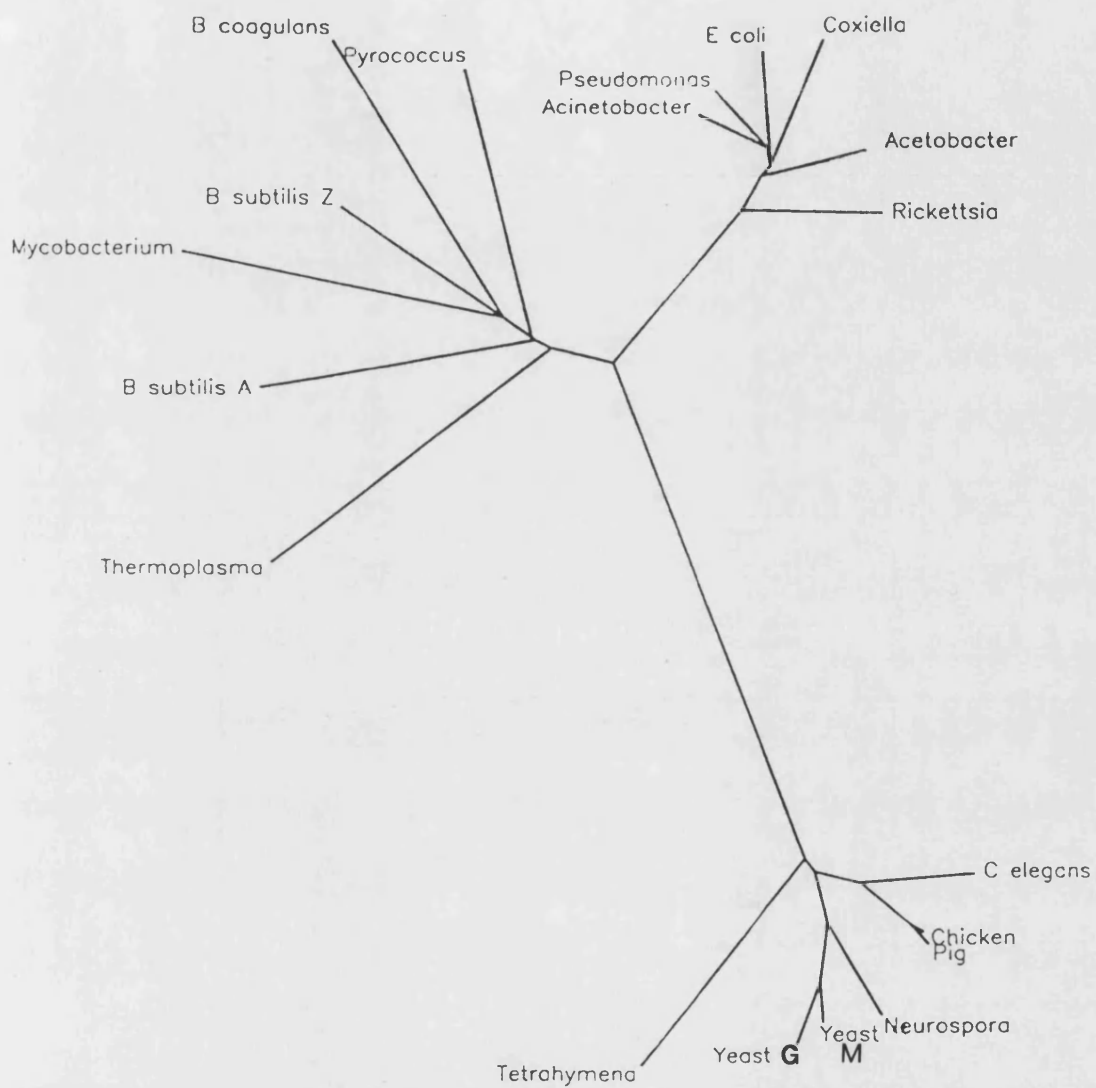 B coagulans
Pyrococcus
E coli
Coxiella
Pseudomonas
Acinetobacter
Acetobacter
B subtilis Z
Rickettsia
Mycobacterium
B subtilis A
Thermoplasma
C elegans
Chicken
Pig
Neurospora
Yeast M
Yeast G
Tetrahymena